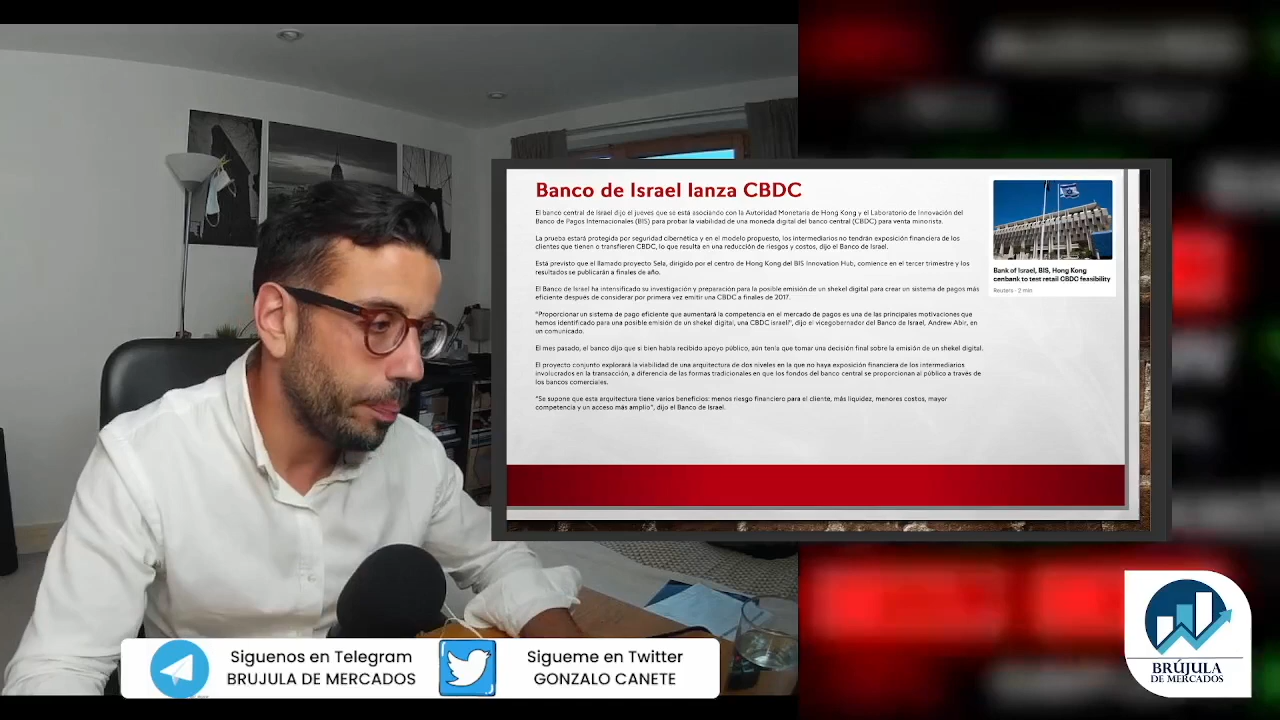 Banco de Israel lanza CBDC
El banco central de Israel dijo el jueves que se está asociando con la Autoridad Monetaria de Hong Kong y el Laboratorio de Innovación del
Banco de Pagos Internacionales (BIS) para probar la viabilidad de una moneda digital del banco central (CBDC) para venta minorista.
La prueba estará protegida por seguridad cibernética y en el modelo propuesto, los intermediarios no tendrán exposición financiera de los
clientes que tienen o transfieren CBDC, lo que resulta en una reducción de riesgos y costos, dijo el Banco de Israel.
Está previsto que el llamado proyecto Sela, dirigido por el centro de Hong Kong del BIS Innovation Hub, comience en el tercer trimestre y los
resultados se publicarán a finales de año.
El Banco de Israel ha intensificado su investigación y preparación para la posible emisión de un shekel digital para crear un sistema de pagos más
eficiente después de considerar por primera vez emitir una CBDC a finales de 2017.
"Proporcionar un sistema de pago eficiente que aumentará la competencia en el mercado de pagos es una de las principales motivaciones que
hemos identificado para una posible emisión de un shekel digital, una CBDC israelí", dijo el vicegobernador del Banco de Israel, Andrew Abir, en
un comunicado.
El mes pasado, el banco dijo que si bien había recibido apoyo público, aún tenía que tomar una decisión final sobre la emisión de un shekel digital.
El proyecto conjunto explorará la viabilidad de una arquitectura de dos niveles en la que no haya exposición financiera de los intermediarios
involucrados en la transacción, a diferencia de las formas tradicionales en que los fondos del banco central se proporcionan al público a través de
los bancos comerciales.
"Se supone que esta arquitectura tiene varios beneficios: menos riesgo financiero para el cliente, más liquidez, menores costos, mayor
competencia y un acceso más amplio", dijo el Banco de Israel.
Bank of Israel, BIS, Hong Kong
cenbank to test retail CBDC feasibility
Reuters · 2 min
Siguenos en Telegram
BRUJULA DE MERCADOS
Sigueme en Twitter
GONZALO CANETE
BRÚJULA
DE MERCADOS